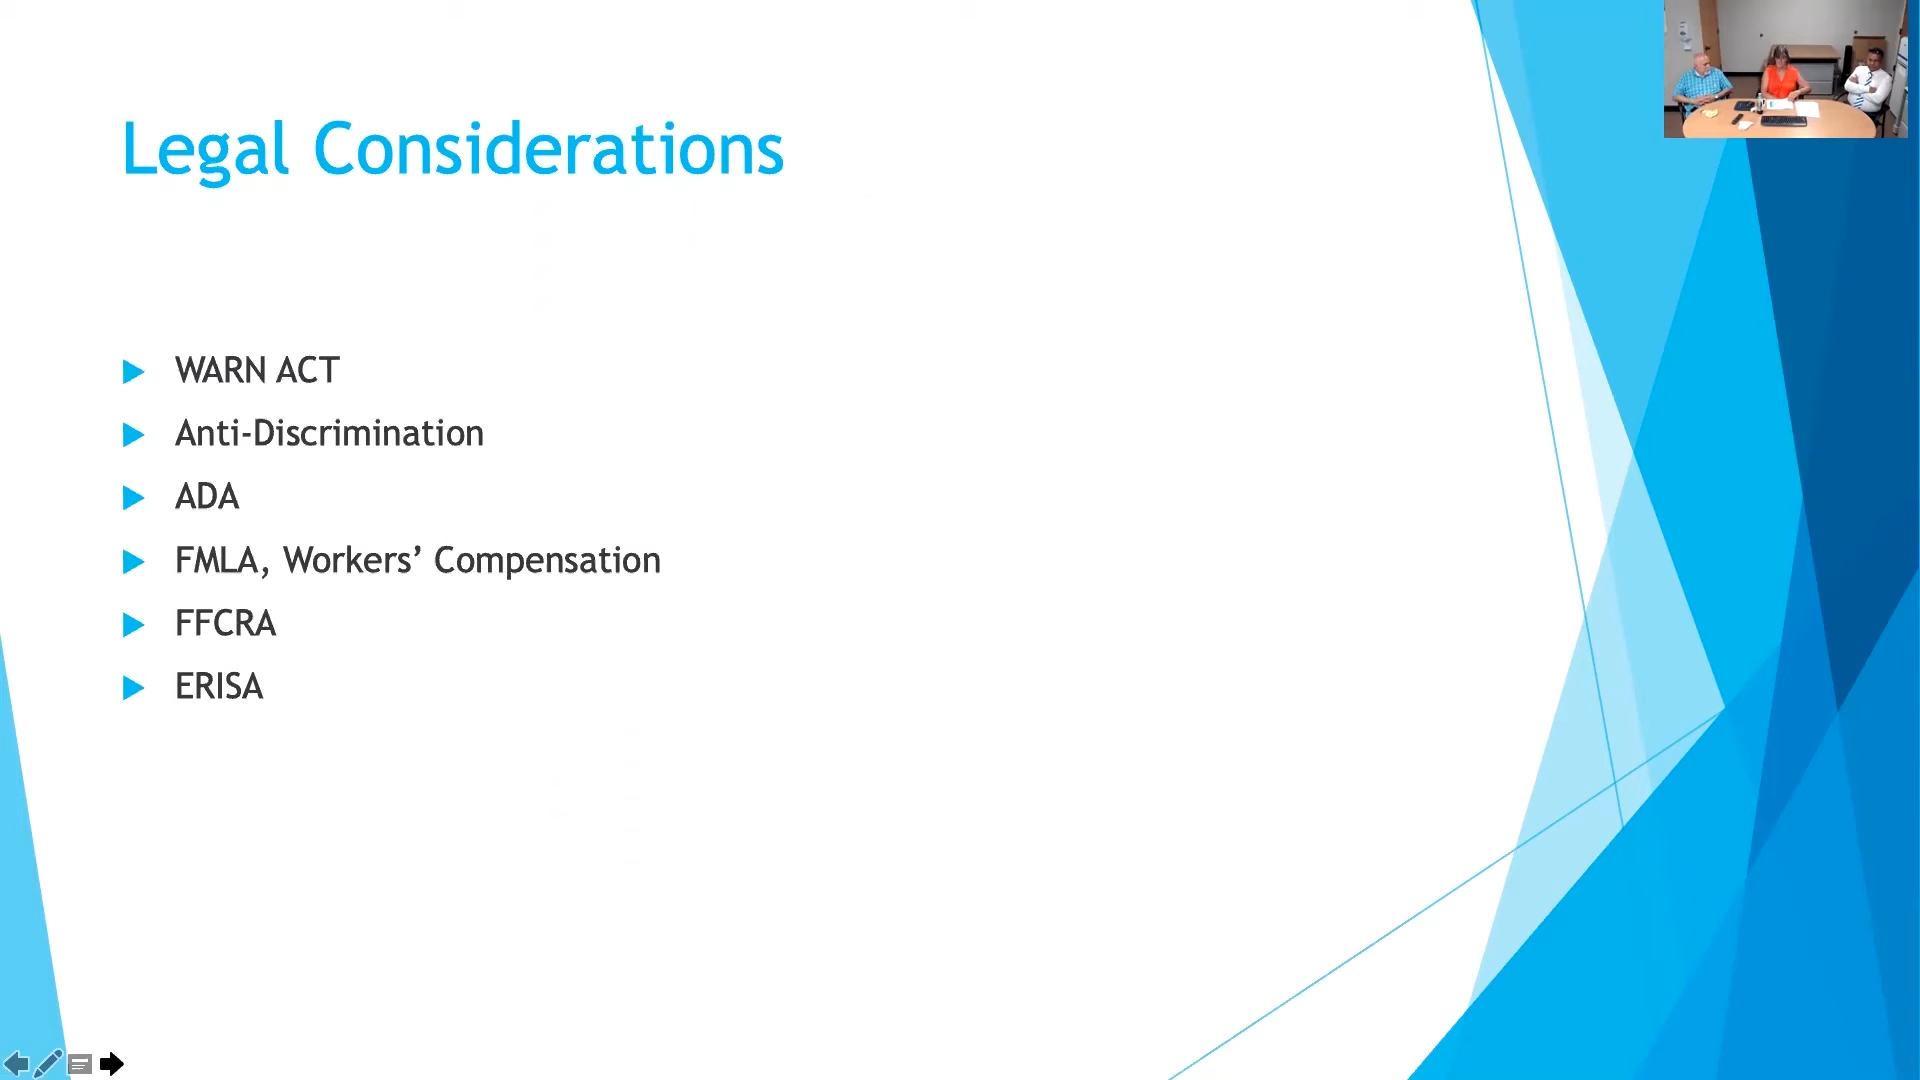 Legal Considerations
WARN ACT
Anti-Discrimination
ADA
FMLA, Workers’ Compensation
FFCRA
ERISA